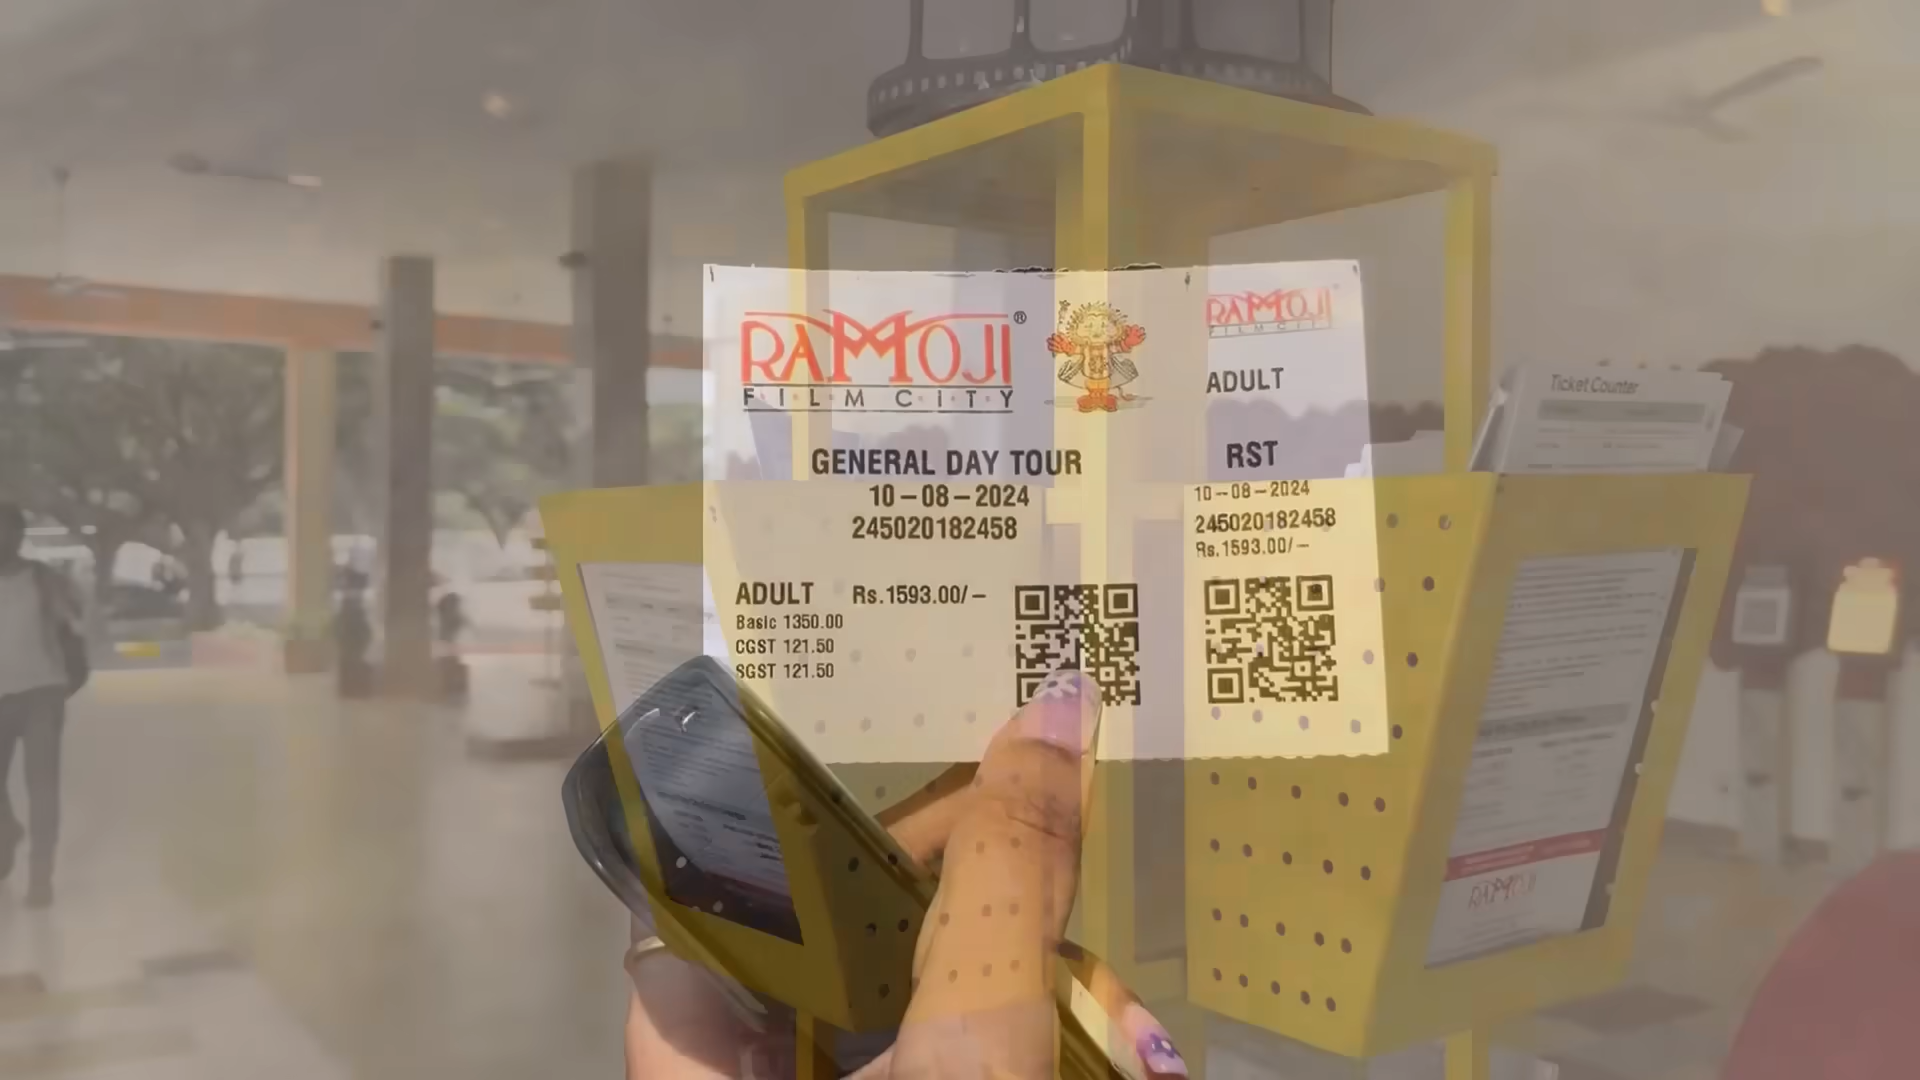 RAMOJI®
FILM CITY
GENERAL DAY TOUR
10-08-2024
245020182458
ADULT Rs.1593.00/-
Basic 1350.00
CGST 121.50
SGST 121.50
RAMOJI
FILM CITY
ADULT
RST
10-08-2024
245020182458
Rs.1593.00/-
Ticket Counter
RAMOJI